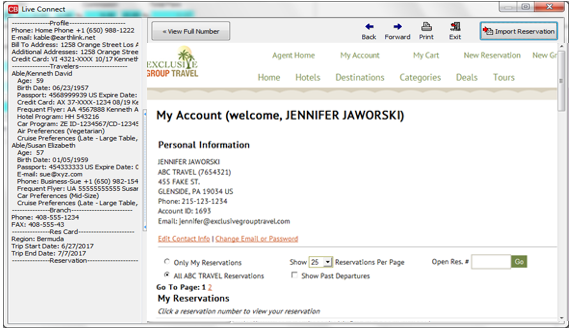 CB Live Connect
------------------Profile------------------
Phone: Home Phone +1 (650) 988-1222
E-mail: kable@earthlink.net
Bill To Address: 1258 Orange Street Los A
Additional Addresses: 1258 Orange Street
Credit Card: VI 4321-XXXX 10/17 Kenneth
------------------Travelers------------------
Able/Kenneth David
Age: 59
Birth Date: 06/23/1957
Passport: 4568999939 US Expire Date:
Credit Card: AX 37-XXXX-1234 08/19 Ke
Frequent Flyer: AA 4567888 Kenneth A
Hotel Program: HH 543216
Car Program: ZE ID-1234567/CD-12345
Air Preferences (Vegetarian)
Cruise Preferences (Late - Large Table,
Able/Susan Elizabeth
Age: 57
Birth Date: 01/05/1959
Passport: 454333333 US Expire Date: C
E-mail: sue@xyz.com
Phone: Business-Sue +1 (650) 982-154
Frequent Flyer: UA 55555555555 Susan
Car Preferences (Mid-Size)
Cruise Preferences (Late - Large Table,
------------------Branch------------------
Phone: 408-555-1234
FAX: 408-555-43
------------------Res Card------------------
Region: Bermuda
Trip Start Date: 6/27/2017
Trip End Date: 7/7/2017
------------------Reservation------------------
« View Full Number
Back Forward Print Exit Import Reservation
EXCLUSIVE
GROUP TRAVEL
Agent Home My Account My Cart New Reservation New Gr
Home Hotels Destinations Categories Deals Tours
My Account (welcome, JENNIFER JAWORSKI)
Personal Information
JENNIFER JAWORSKI
ABC TRAVEL (7654321)
455 FAKE ST.
GLENSIDE, PA 19034 US
Phone: 215-123-1234
Account ID: 1693
Email: jennifer@exclusivegrouptravel.com
Edit Contact Info | Change Email or Password
Only My Reservations Show 25 Reservations Per Page Open Res. # Go
All ABC TRAVEL Reservations Show Past Departures
Go To Page: 1 2
My Reservations
Click a reservation number to view your reservation